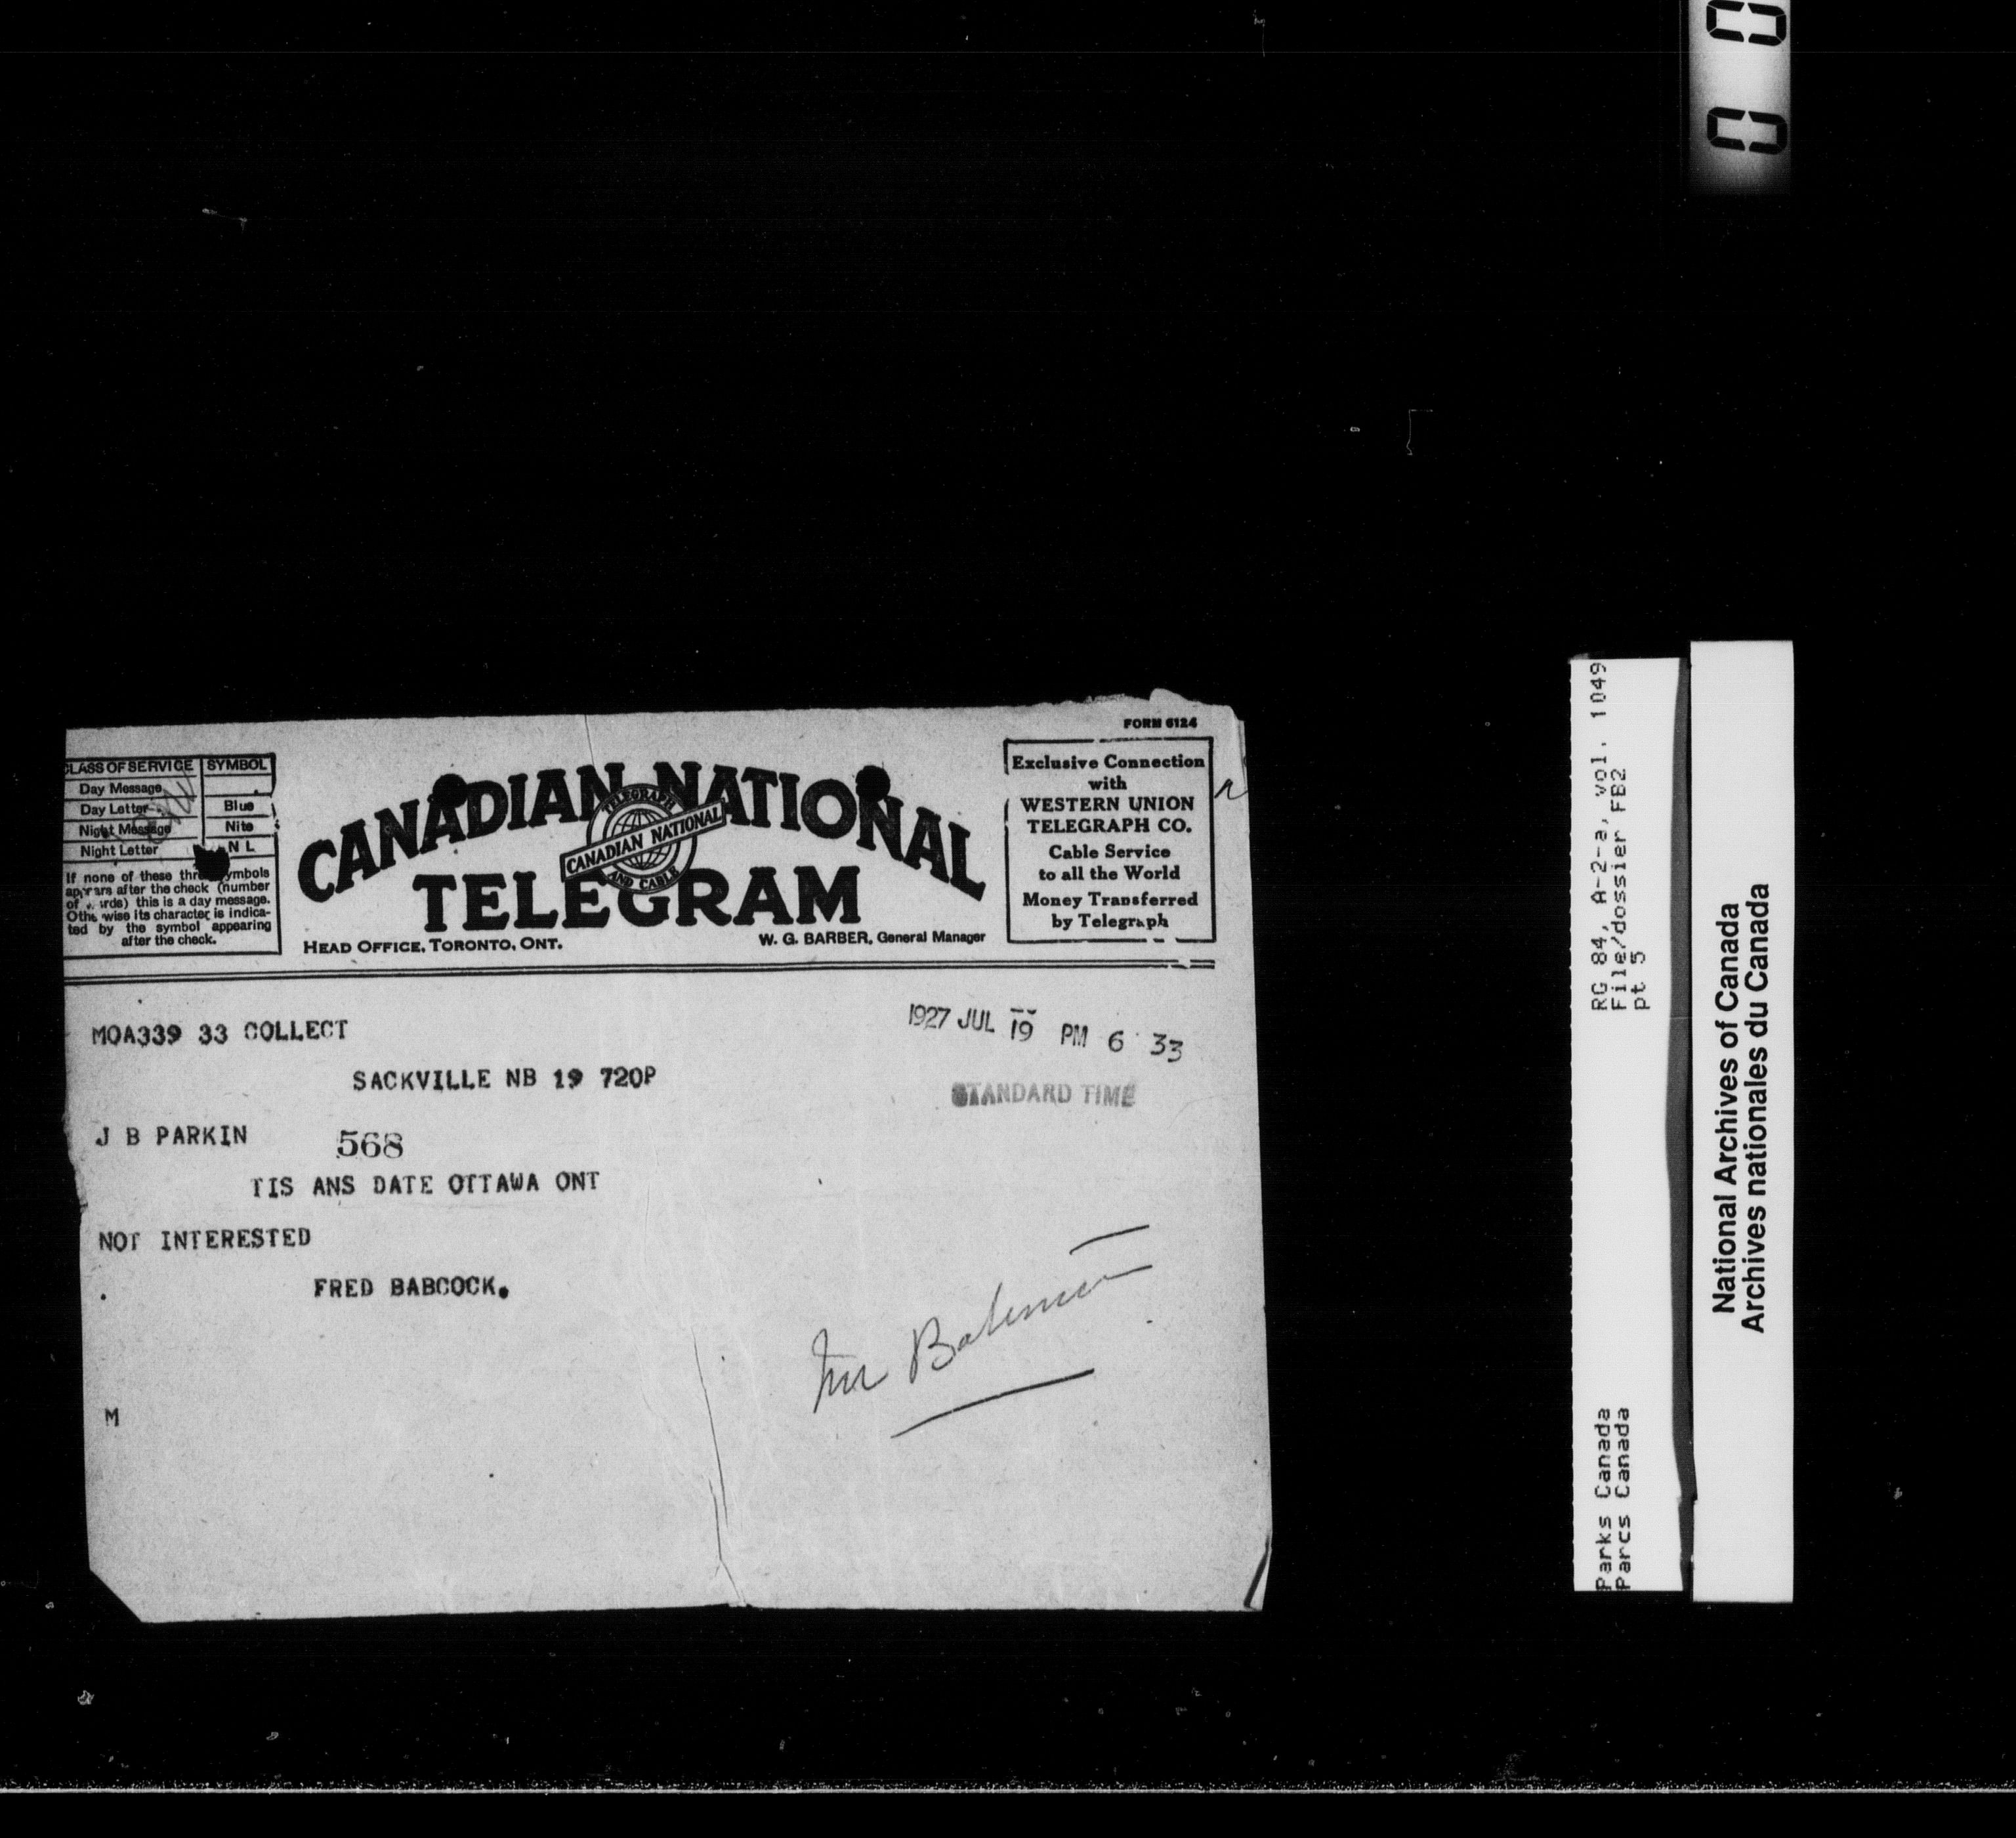 0 0
FORM 6124
CLASS OF SERVICE SYMBOL
Day Message
Day Letter Blue
Night Message Nite
Night Letter N L
If none of these three symbols
appears after the check (number
of words) this is a day message.
Otherwise its character is indica-
ted by the symbol appearing
after the check.
CANADIAN NATIONAL
TELEGRAM
TELEGRAPH
CANADIAN NATIONAL
AND CABLE
HEAD OFFICE, TORONTO, ONT.
W. G. BARBER, General Manager
Exclusive Connection
with
WESTERN UNION
TELEGRAPH CO.
Cable Service
to all the World
Money Transferred
by Telegraph
MOA339 33 COLLECT
1927 JUL 19 PM 6 33
SACKVILLE NB 19 720P
STANDARD TIME
J B PARKIN 568
TIS ANS DATE OTTAWA ONT
NOT INTERESTED
FRED BABCOCK.
Mr
M
RG 84, A-2-a, vol. 1049
File/dossier FB2
pt 5
Parks Canada
Parcs Canada
National Archives of Canada
Archives nationales du Canada